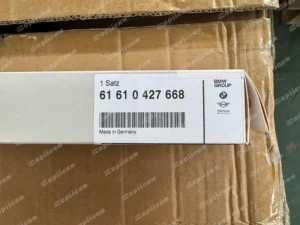 1 Satz
61 61 0 427 668
BMW
GROUP
Made in Germany